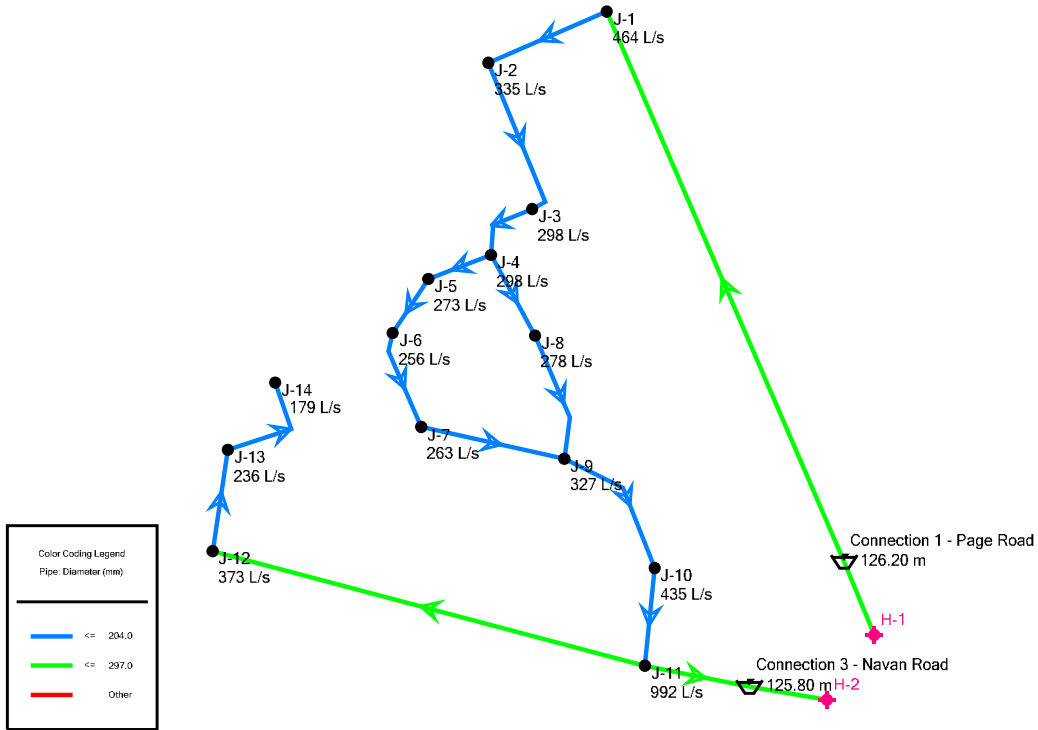 J-1
464 L/s
J-2
335 L/s
J-3
298 L/s
J-4
298 L/s
J-5
273 L/s
J-6
256 L/s
J-8
278 L/s
J-14
179 L/s
J-7
263 L/s
J-13
236 L/s
J-9
327 L/s
J-12
373 L/s
J-10
435 L/s
J-11
992 L/s
Connection 1 - Page Road
126.20 m
H-1
Connection 3 - Navan Road
125.80 m
H-2
Color Coding Legend
Pipe: Diameter (mm)
<= 204.0
<= 297.0
Other